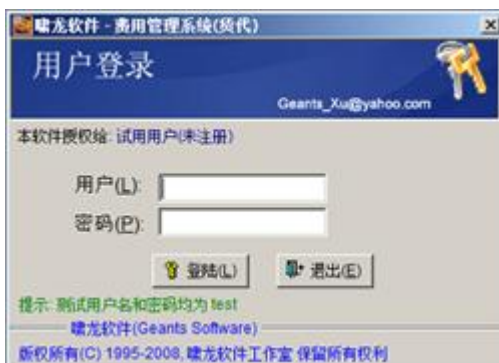 啸龙软件 - 费用管理系统(货代)
用户登录
Geants_Xu@yahoo.com
本软件授权给: 试用用户(未注册)
用户(L):
密码(P):
登陆(L) 退出(E)
提示: 测试用户名和密码均为 test
啸龙软件(Geants Software)
版权所有(C) 1995-2008, 啸龙软件工作室 保留所有权利